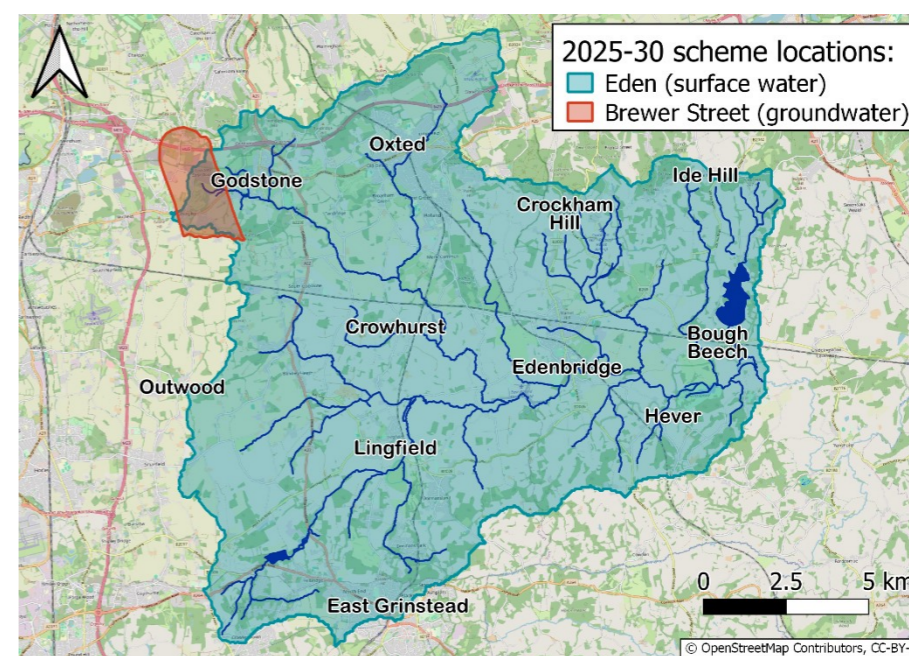 2025-30 scheme locations:
Eden (surface water)
Brewer Street (groundwater)
Oxted
Godstone
Ide Hill
Crockham
Hill
Crowhurst
Bough
Beech
Edenbridge
Outwood
Hever
Lingfield
East Grinstead
0 2.5 5 km
© OpenStreetMap Contributors, CC-BY-